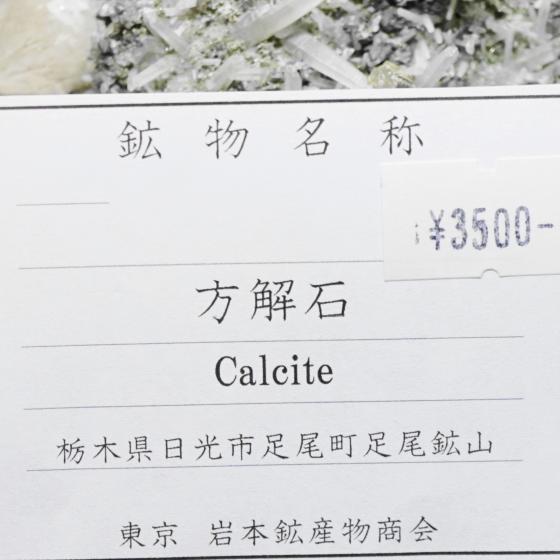 鉱物名称
¥3500-
方解石
Calcite
栃木県日光市足尾町足尾鉱山
東京 岩本鉱産物商会